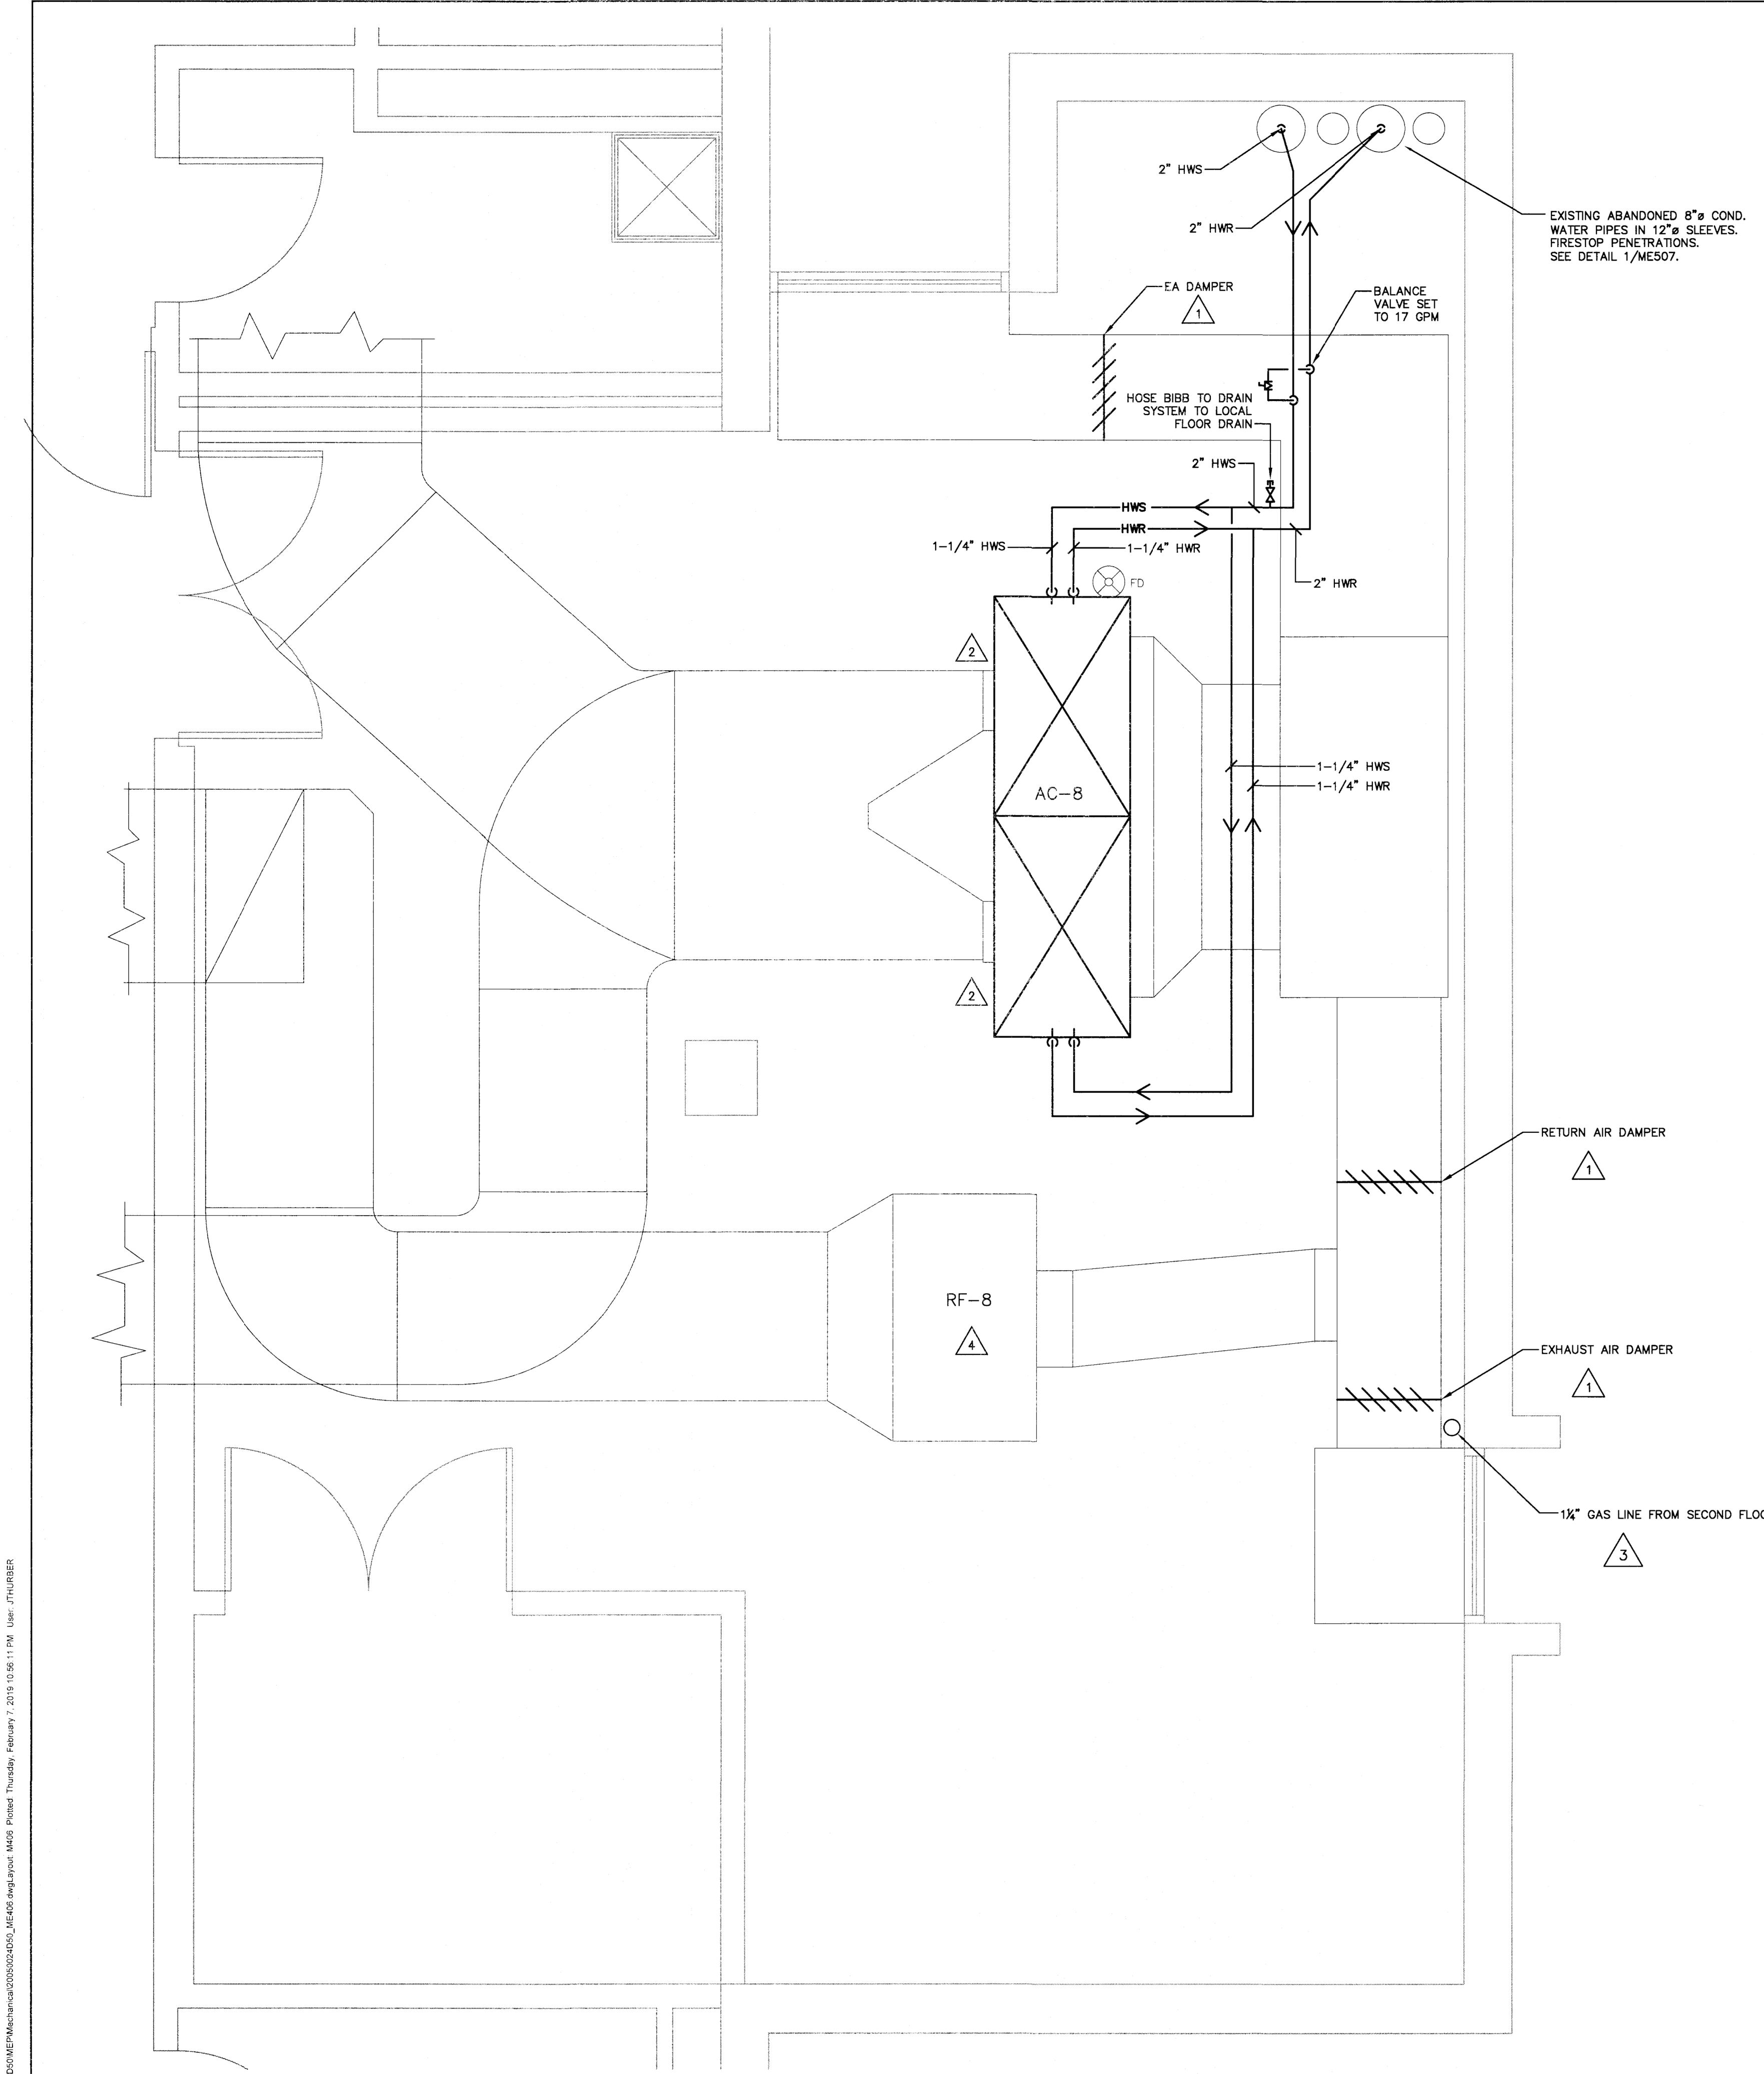 2" HWS
2" HWR
EXISTING ABANDONED 8"ø COND.
WATER PIPES IN 12"ø SLEEVES.
FIRESTOP PENETRATIONS.
SEE DETAIL 1/ME507.
EA DAMPER
1
BALANCE
VALVE SET
TO 17 GPM
HOSE BIBB TO DRAIN
SYSTEM TO LOCAL
FLOOR DRAIN
2" HWS
HWS
HWR
1-1/4" HWS
1-1/4" HWR
2" HWR
FD
2
1-1/4" HWS
1-1/4" HWR
AC-8
2
RETURN AIR DAMPER
1
RF-8
4
EXHAUST AIR DAMPER
1
1¼" GAS LINE FROM SECOND
3
D50\MEP\Mechanical\20050024D50_ME406.dwgLayout: M406 Plotted: Thursday, February 7, 2019 10:56:11 PM User: JTHURBER